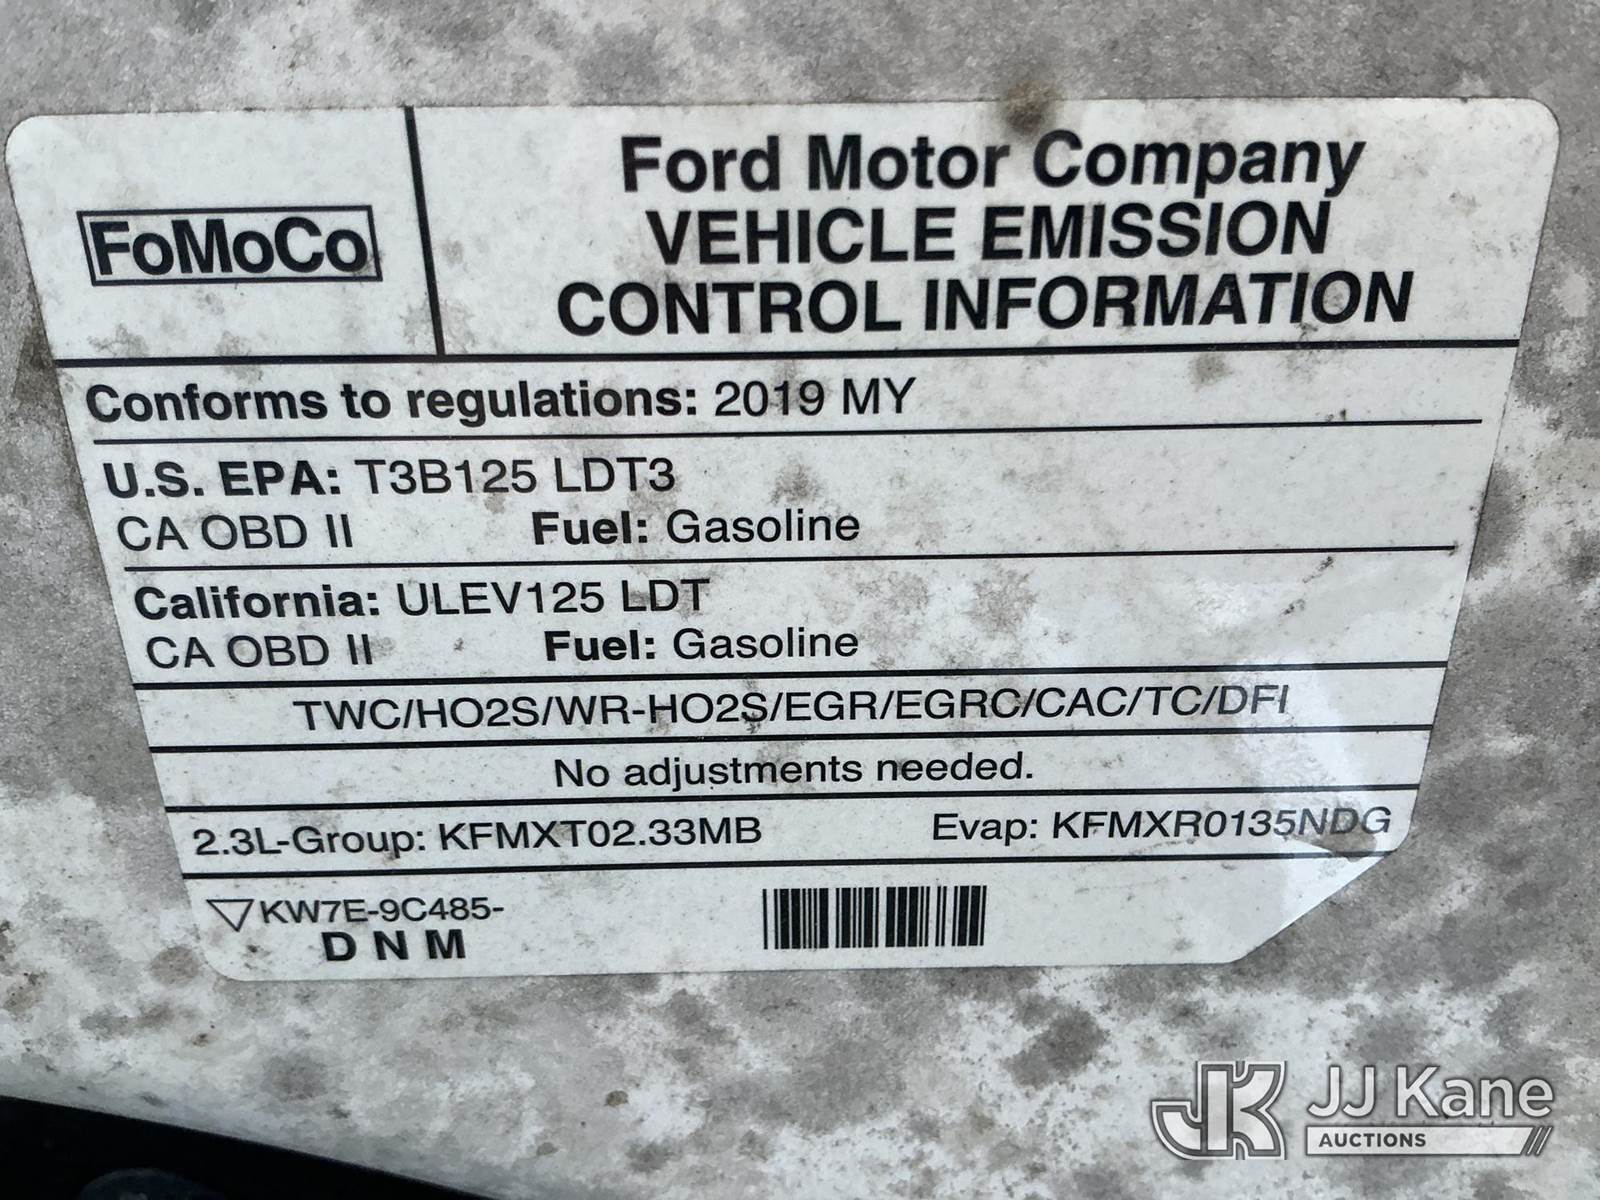 FoMoCo
Ford Motor Company
VEHICLE EMISSION
CONTROL INFORMATION
Conforms to regulations: 2019 MY
U.S. EPA: T3B125 LDT3
CA OBD II Fuel: Gasoline
California: ULEV125 LDT
CA OBD II Fuel: Gasoline
TWC/HO2S/WR-HO2S/EGR/EGRC/CAC/TC/DFI
No adjustments needed.
2.3L-Group: KFMXT02.33MB Evap: KFMXR0135NDG
KW7E-9C485-
D N M
JK JJ Kane
AUCTIONS